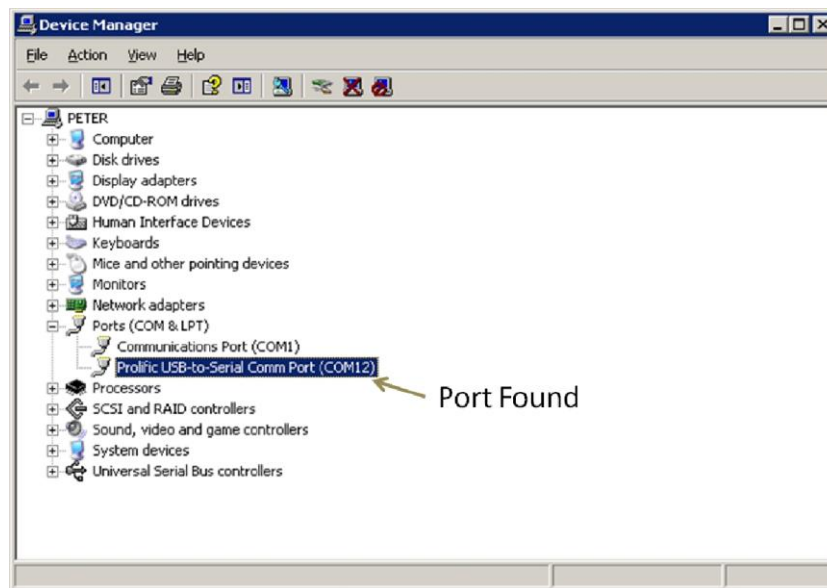 Device Manager
File Action View Help
PETER
Computer
Disk drives
Display adapters
DVD/CD-ROM drives
Human Interface Devices
Keyboards
Mice and other pointing devices
Monitors
Network adapters
Ports (COM & LPT)
Communications Port (COM1)
Prolific USB-to-Serial Comm Port (COM12)
Port Found
Processors
SCSI and RAID controllers
Sound, video and game controllers
System devices
Universal Serial Bus controllers